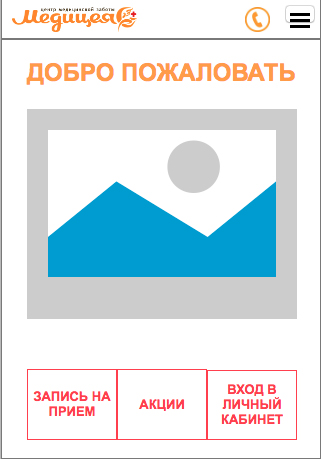 центр медицинской заботы
Медицея
ДОБРО ПОЖАЛОВАТЬ
ЗАПИСЬ НА
ПРИЕМ
АКЦИИ
ВХОД В
ЛИЧНЫЙ
КАБИНЕТ